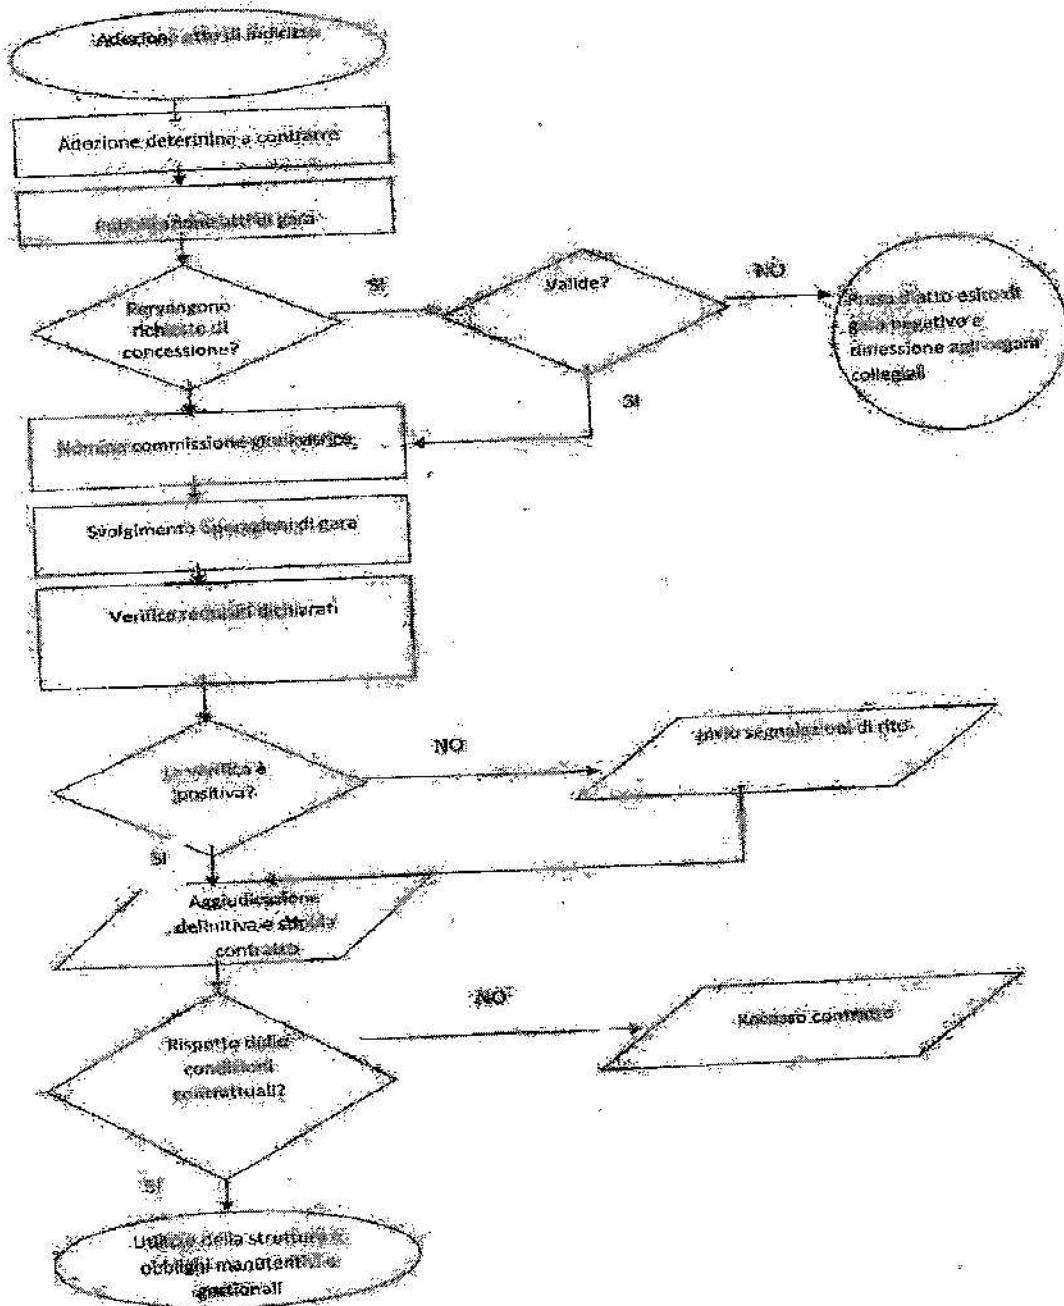 Adozione atto di indirizzo
Adozione determina a contrarre
Pubblicazione atti di gara
Pervengono
richieste di
concessione?
SI
Valide?
NO
Presa d'atto esito di
gara negativo e
rimessione agli organi
collegiali
SI
Nomina commissione giudicatrice
Svolgimento operazioni di gara
Verifica requisiti dichiarati
La verifica è
positiva?
NO
Invio segnalazioni di rito
SI
Aggiudicazione
definitiva e stipula
contratto
Rispetto delle
condizioni
contrattuali?
NO
Recesso contratto
SI
Utilizzo della struttura e
obblighi manutentivi e
gestionali